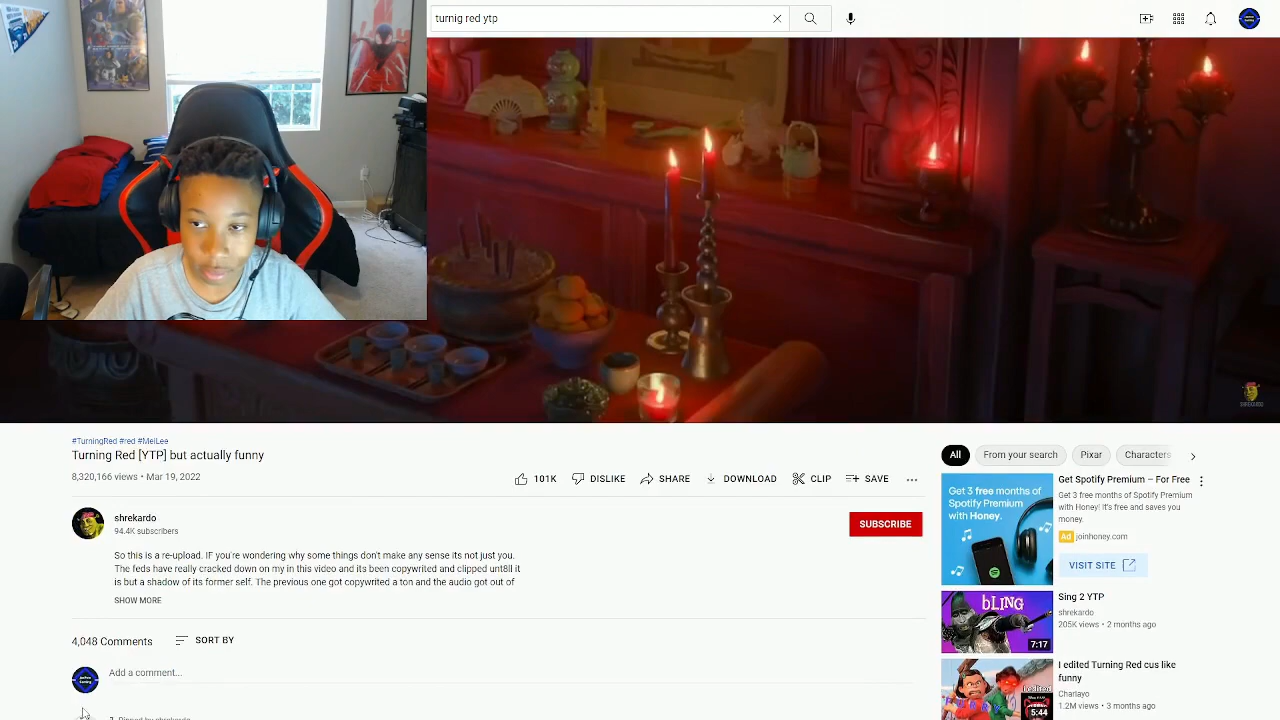 turnig red ytp
SHREKARDO
#TurningRed #red #MeiLee
Turning Red [YTP] but actually funny
8,320,166 views • Mar 19, 2022
101K
DISLIKE
SHARE
DOWNLOAD
CLIP
SAVE
shrekardo
94.4K subscribers
SUBSCRIBE
So this is a re-upload. IF you're wondering why some things don't make any sense its not just you.
The feds have really cracked down on my in this video and its been copywrited and clipped unt8ll it
is but a shadow of its former self. The previous one got copywrited a ton and the audio got out of
SHOW MORE
4,048 Comments
SORT BY
Add a comment...
Pinned by shrekardo
All
From your search
Pixar
Characters
Get 3 free months of
Spotify Premium
with Honey.
Get Spotify Premium – For Free
Get 3 free months of Spotify Premium
with Honey! It's free and saves you
money.
Ad joinhoney.com
VISIT SITE
bLING
7:17
Sing 2 YTP
shrekardo
205K views • 2 months ago
5:44
I edited Turning Red cus like
funny
Charlayo
1.2M views • 3 months ago